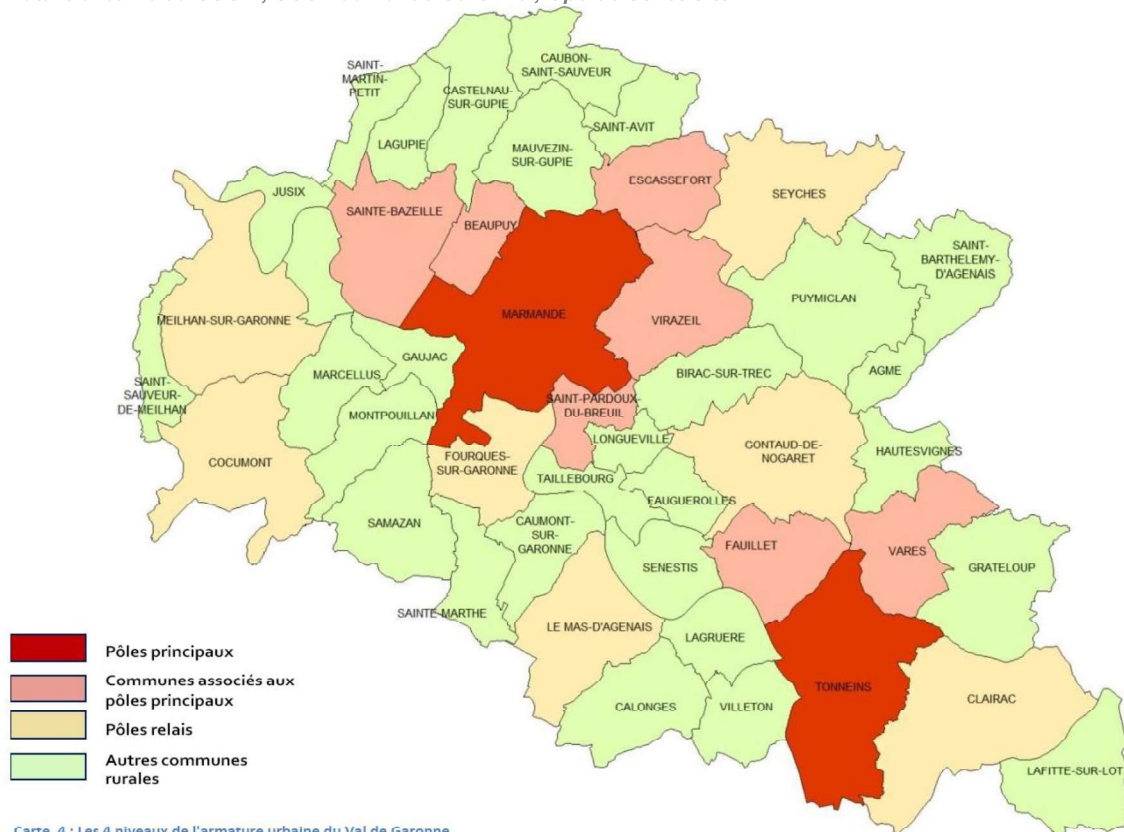 CAUBON-
SAINT-SAUVEUR
SAINT-
MARTIN-
PETIT
CASTELNAU
-SUR-GUPIE
SAINT-AVIT
LAGUPIE
MAUVEZIN-
SUR-GUPIE
ESCASSEFORT
SEYCHES
JUSIX
SAINTE-BAZEILLE
BEAUPUY
SAINT-
BARTHELEMY-
D'AGENAIS
PUYMICLAN
MARMANDE
VIRAZEIL
MEILHAN-SUR-GARONNE
GAUJAC
MARCELLUS
BIRAC-SUR-TREC
AGME
SAINT-
SAUVEUR-
DE-MEILHAN
MONTPOUILLAN
SAINT-PARDOUX-
DU-BREUIL
LONGUEVILLE
GONTAUD-DE-
NOGARET
HAUTESVIGNES
COCUMONT
FOURQUES
-SUR-GARONNE
TAILLEBOURG
FAUGUEROLLES
SAMAZAN
CAUMONT-
SUR-
GARONNE
SENESTIS
FAUILLET
VARES
GRATELOUP
SAINTE-MARTHE
LE MAS-D'AGENAIS
LAGRUERE
TONNEINS
CLAIRAC
CALONGES
VILLETON
LAFITTE-SUR-LOT
Pôles principaux
Communes associés aux
pôles principaux
Pôles relais
Autres communes
rurales
Carte 4 : Les 4 niveaux de l'armature urbaine du Val de Garonne